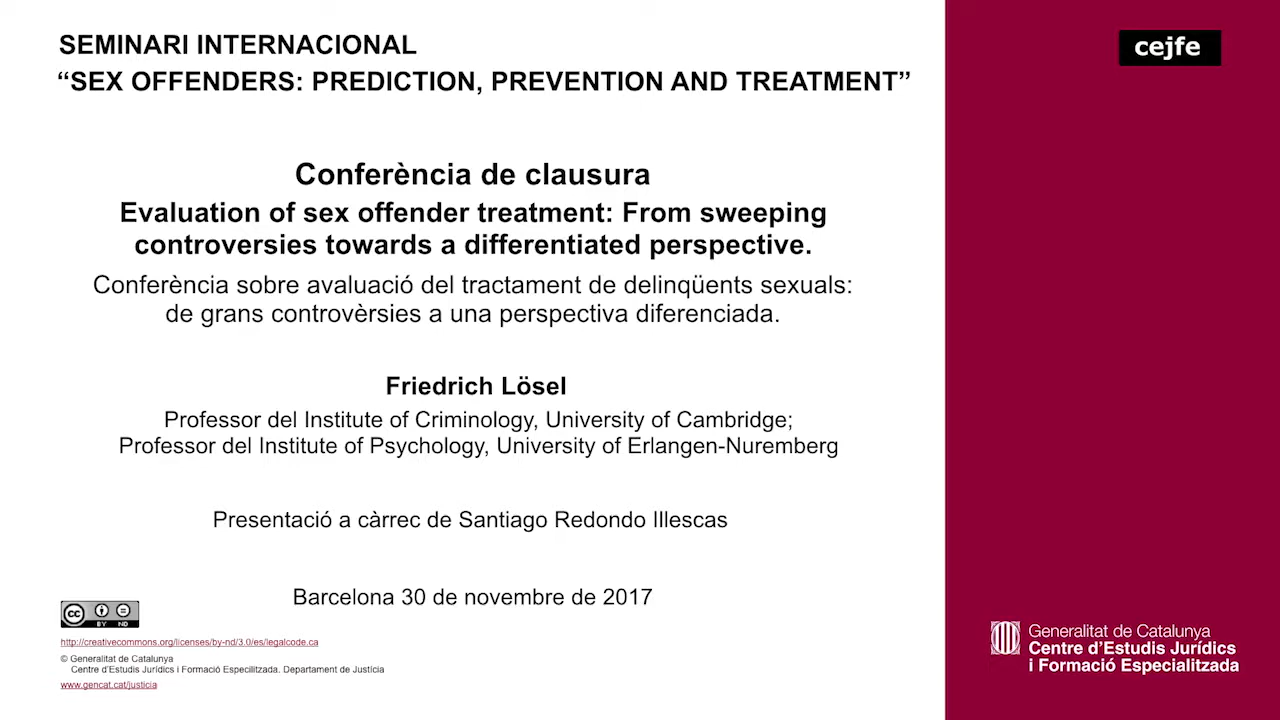 SEMINARI INTERNACIONAL
“SEX OFFENDERS: PREDICTION, PREVENTION AND TREATMENT”
cejfe
Conferència de clausura
Evaluation of sex offender treatment: From sweeping
controversies towards a differentiated perspective.
Conferència sobre avaluació del tractament de delinqüents sexuals:
de grans controvèrsies a una perspectiva diferenciada.
Friedrich Lösel
Professor del Institute of Criminology, University of Cambridge;
Professor del Institute of Psychology, University of Erlangen-Nuremberg
Presentació a càrrec de Santiago Redondo Illescas
Barcelona 30 de novembre de 2017
cc BY ND
http://creativecommons.org/licenses/by-nd/3.0/es/legalcode.ca
© Generalitat de Catalunya
Centre d'Estudis Jurídics i Formació Especilitzada. Departament de Justícia
www.gencat.cat/justicia
Generalitat de Catalunya
Centre d’Estudis Jurídics
i Formació Especialitzada